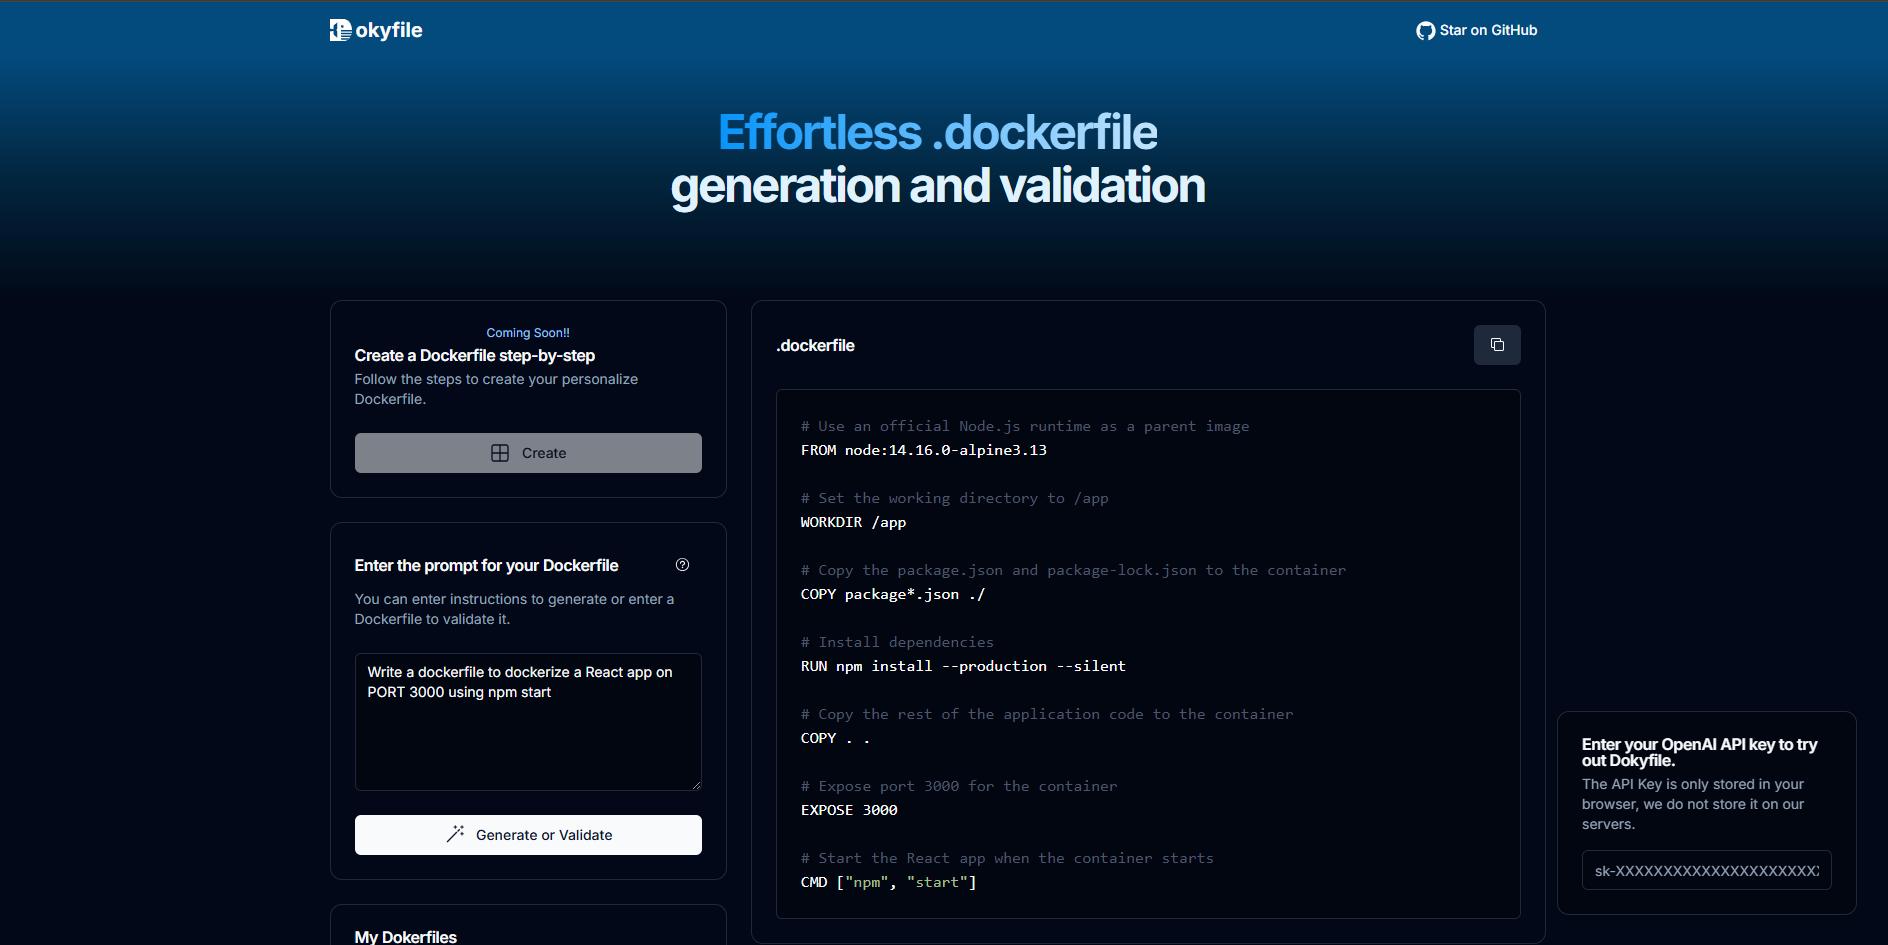 Dokyfile
Star on GitHub
Effortless .dockerfile
generation and validation
Coming Soon!!
Create a Dockerfile step-by-step
Follow the steps to create your personalize
Dockerfile.
Create
Enter the prompt for your Dockerfile
You can enter instructions to generate or enter a
Dockerfile to validate it.
Write a dockerfile to dockerize a React app on
PORT 3000 using npm start
Generate or Validate
My Dokerfiles
.dockerfile
# Use an official Node.js runtime as a parent image
FROM node:14.16.0-alpine3.13
# Set the working directory to /app
WORKDIR /app
# Copy the package.json and package-lock.json to the container
COPY package*.json ./
# Install dependencies
RUN npm install --production --silent
# Copy the rest of the application code to the container
COPY . .
# Expose port 3000 for the container
EXPOSE 3000
# Start the React app when the container starts
CMD ["npm", "start"]
Enter your OpenAI API key to try
out Dokyfile.
The API Key is only stored in your
browser, we do not store it on our
servers.
sk-XXXXXXXXXXXXXXXXXXXXXX